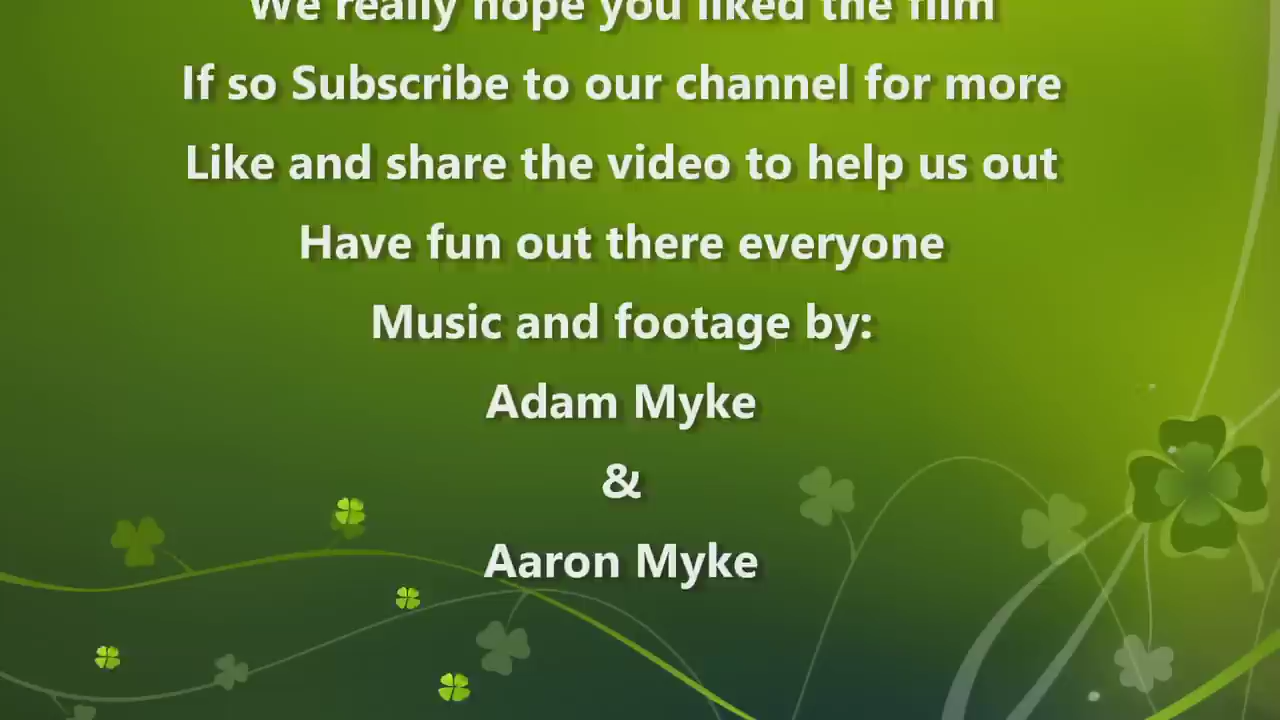 We really hope you liked the film
If so Subscribe to our channel for more
Like and share the video to help us out
Have fun out there everyone
Music and footage by:
Adam Myke
&
Aaron Myke